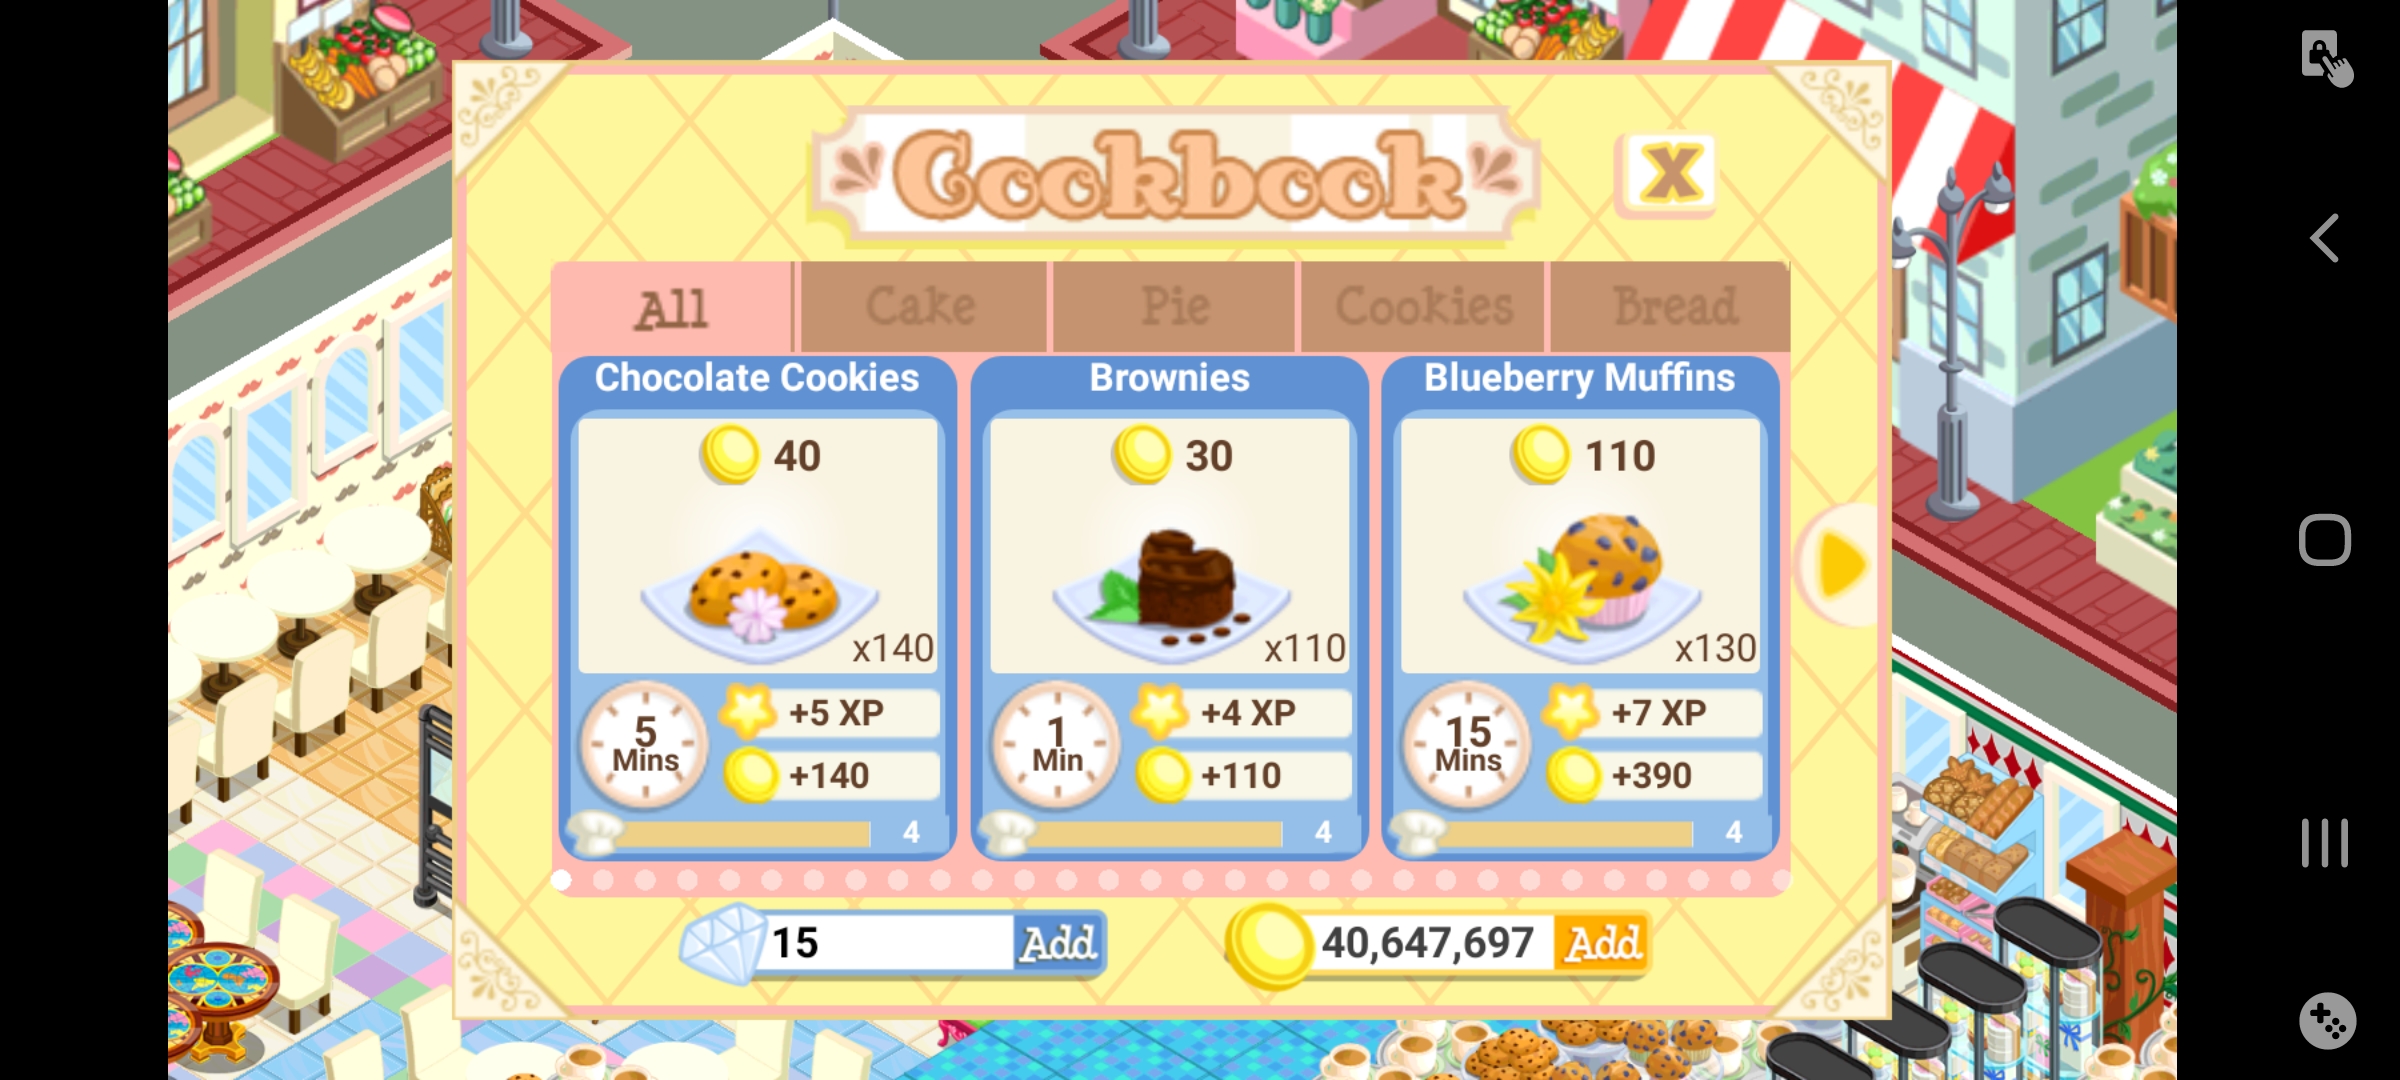 Cookbook
X
All Cake Pie Cookies Bread
Chocolate Cookies
40
x140
5
Mins
+5 XP
+140
4
Brownies
30
x110
1
Min
+4 XP
+110
4
Blueberry Muffins
110
x130
15
Mins
+7 XP
+390
4
15 Add
40,647,697 Add